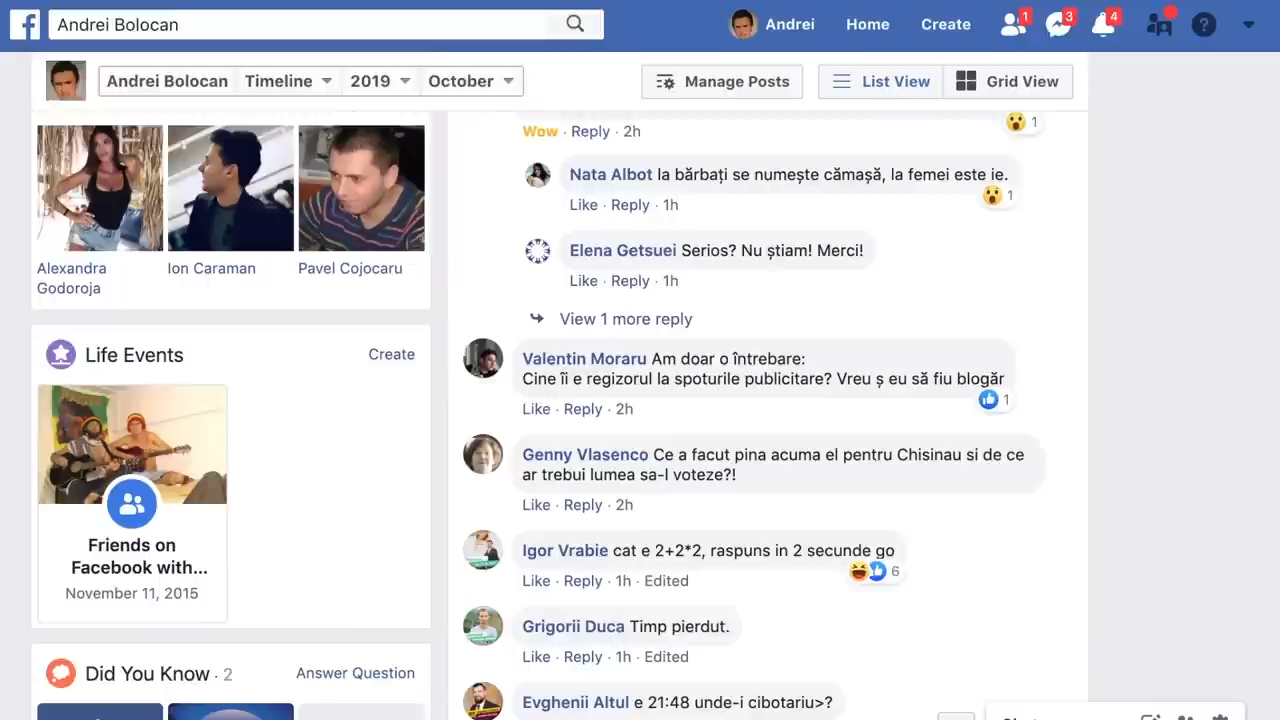 Andrei Bolocan
Andrei
Home
Create
1
3
4
Andrei Bolocan
Timeline
2019
October
Manage Posts
List View
Grid View
Alexandra
Godoroja
Ion Caraman
Pavel Cojocaru
Life Events
Create
Friends on
Facebook with...
November 11, 2015
Did You Know · 2
Answer Question
Wow · Reply · 2h
1
Nata Albot la bărbați se numește cămașă, la femei este ie.
1
Like · Reply · 1h
Elena Getsuei Serios? Nu știam! Merci!
Like · Reply · 1h
View 1 more reply
Valentin Moraru Am doar o întrebare:
Cine îi e regizorul la spoturile publicitare? Vreu ș eu să fiu blogăr
1
Like · Reply · 2h
Genny Vlasenco Ce a facut pina acuma el pentru Chisinau si de ce
ar trebui lumea sa-l voteze?!
Like · Reply · 2h
Igor Vrabie cat e 2+2*2, raspuns in 2 secunde go
6
Like · Reply · 1h · Edited
Grigorii Duca Timp pierdut.
Like · Reply · 1h · Edited
Evghenii Altul e 21:48 unde-i cibotariu>?